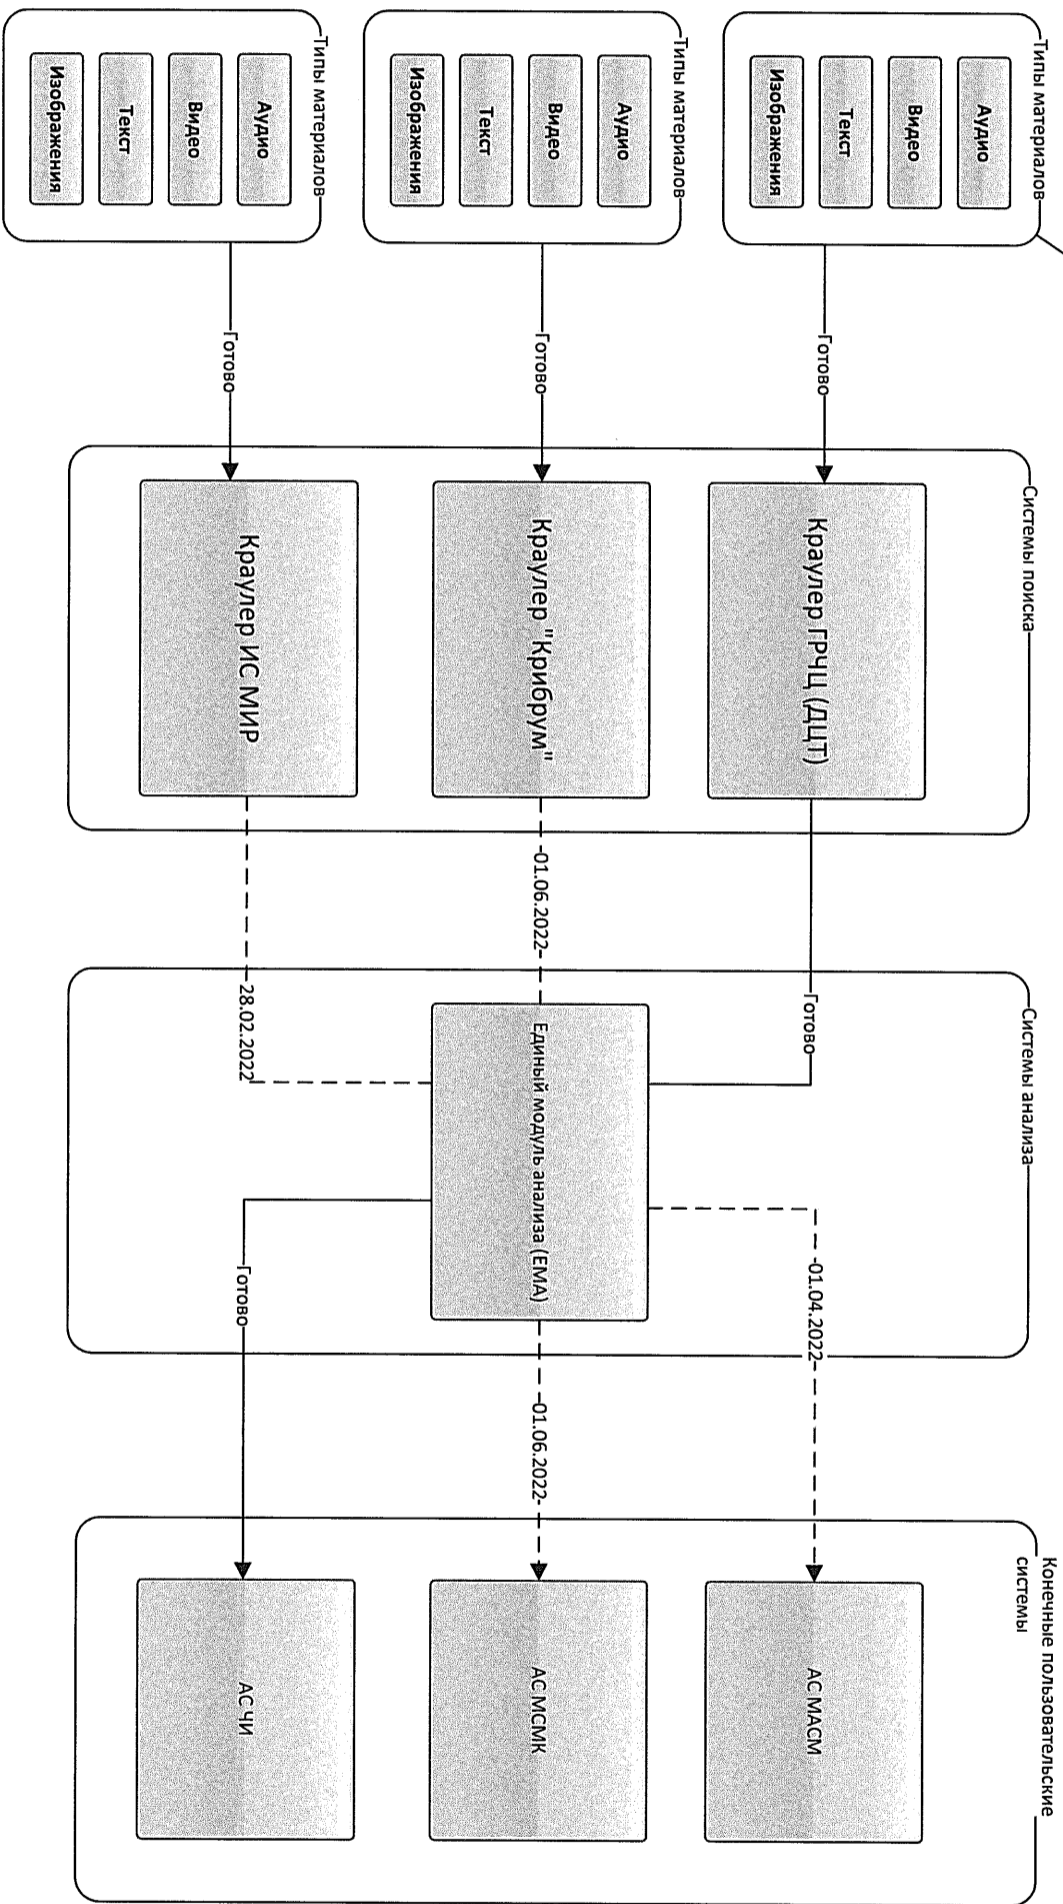 Типы материалов
Аудио
Видео
Текст
Изображения
Готово
Типы материалов
Аудио
Видео
Текст
Изображения
Готово
Типы материалов
Аудио
Видео
Текст
Изображения
Готово
Системы поиска
Краулер ГРЧЦ (ДЦТ)
Краулер "Крибрум"
Краулер ИС МИР
Готово
01.06.2022
28.02.2022
Системы анализа
Единый модуль анализа (ЕМА)
01.04.2022
01.06.2022
Готово
Конечные пользовательские
системы
АС МАСМ
АС МСМК
АС ЧИ